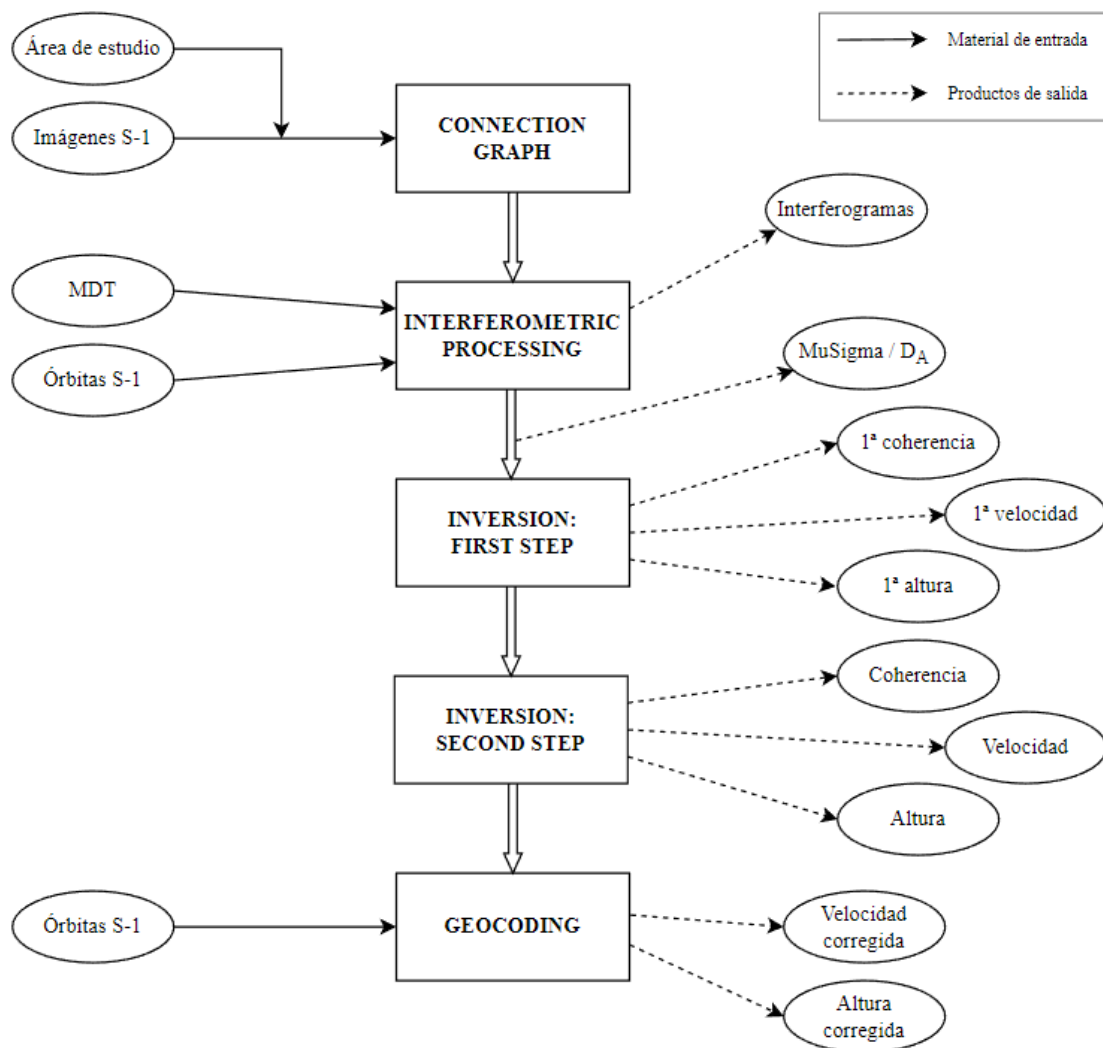 Área de estudio
Material de entrada
Productos de salida
Imágenes S-1
CONNECTION
GRAPH
Interferogramas
MDT
INTERFEROMETRIC
PROCESSING
Órbitas S-1
MuSigma / D_A
1ª coherencia
1ª velocidad
INVERSION:
FIRST STEP
1ª altura
Coherencia
INVERSION:
SECOND STEP
Velocidad
Altura
Órbitas S-1
GEOCODING
Velocidad
corregida
Altura
corregida